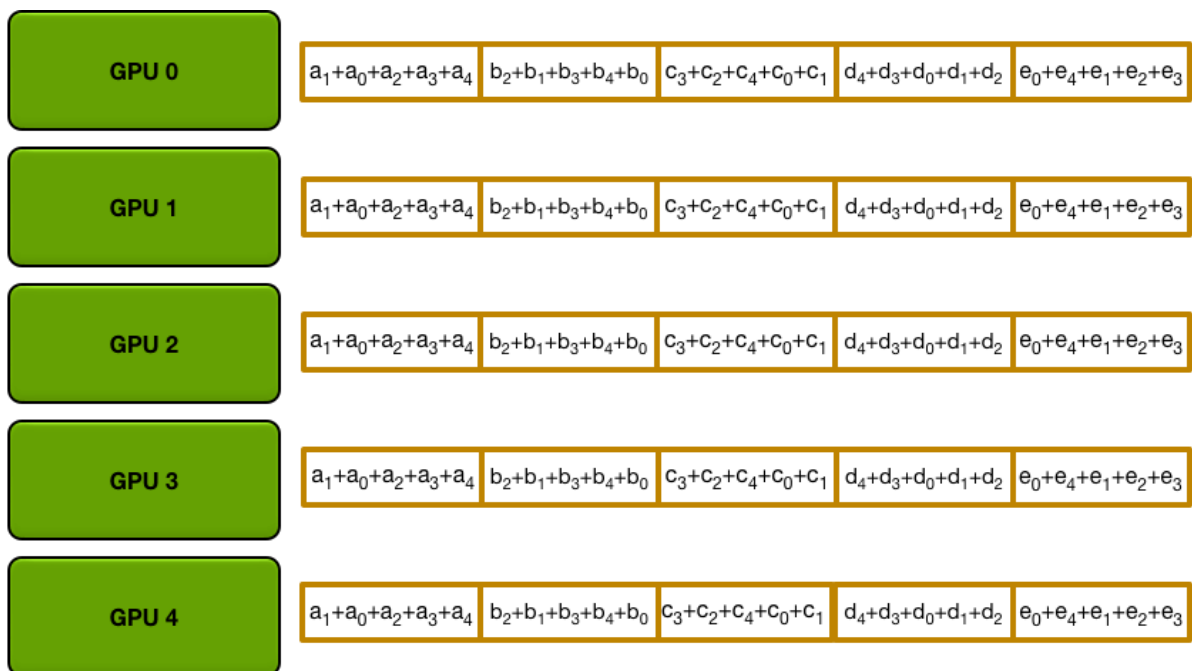 GPU 0 a₁+a₀+a₂+a₃+a₄ b₂+b₁+b₃+b₄+b₀ c₃+c₂+c₄+c₀+c₁ d₄+d₃+d₀+d₁+d₂ e₀+e₄+e₁+e₂+e₃
GPU 1 a₁+a₀+a₂+a₃+a₄ b₂+b₁+b₃+b₄+b₀ c₃+c₂+c₄+c₀+c₁ d₄+d₃+d₀+d₁+d₂ e₀+e₄+e₁+e₂+e₃
GPU 2 a₁+a₀+a₂+a₃+a₄ b₂+b₁+b₃+b₄+b₀ c₃+c₂+c₄+c₀+c₁ d₄+d₃+d₀+d₁+d₂ e₀+e₄+e₁+e₂+e₃
GPU 3 a₁+a₀+a₂+a₃+a₄ b₂+b₁+b₃+b₄+b₀ c₃+c₂+c₄+c₀+c₁ d₄+d₃+d₀+d₁+d₂ e₀+e₄+e₁+e₂+e₃
GPU 4 a₁+a₀+a₂+a₃+a₄ b₂+b₁+b₃+b₄+b₀ c₃+c₂+c₄+c₀+c₁ d₄+d₃+d₀+d₁+d₂ e₀+e₄+e₁+e₂+e₃